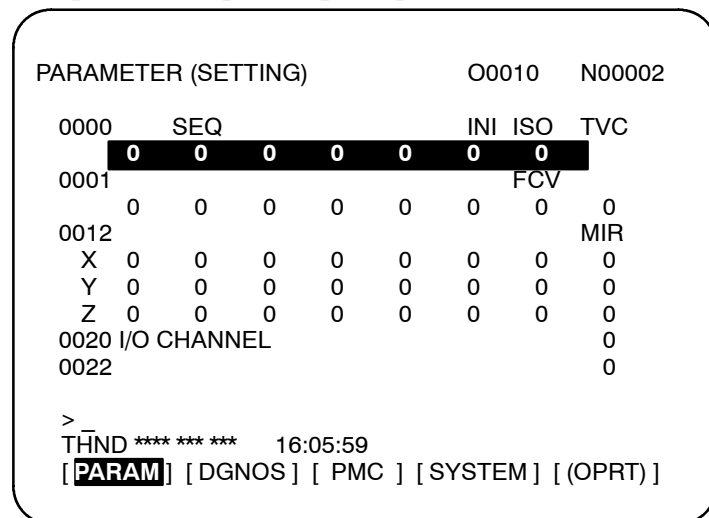 PARAMETER (SETTING) O0010 N00002
0000 SEQ INI ISO TVC
0 0 0 0 0 0 0
0001 FCV
0 0 0 0 0 0 0 0
0012 MIR
X 0 0 0 0 0 0 0 0
Y 0 0 0 0 0 0 0 0
Z 0 0 0 0 0 0 0 0
0020 I/O CHANNEL 0
0022 0
> _
THND **** *** *** 16:05:59
[ PARAM ] [ DGNOS ] [ PMC ] [ SYSTEM ] [ (OPRT) ]